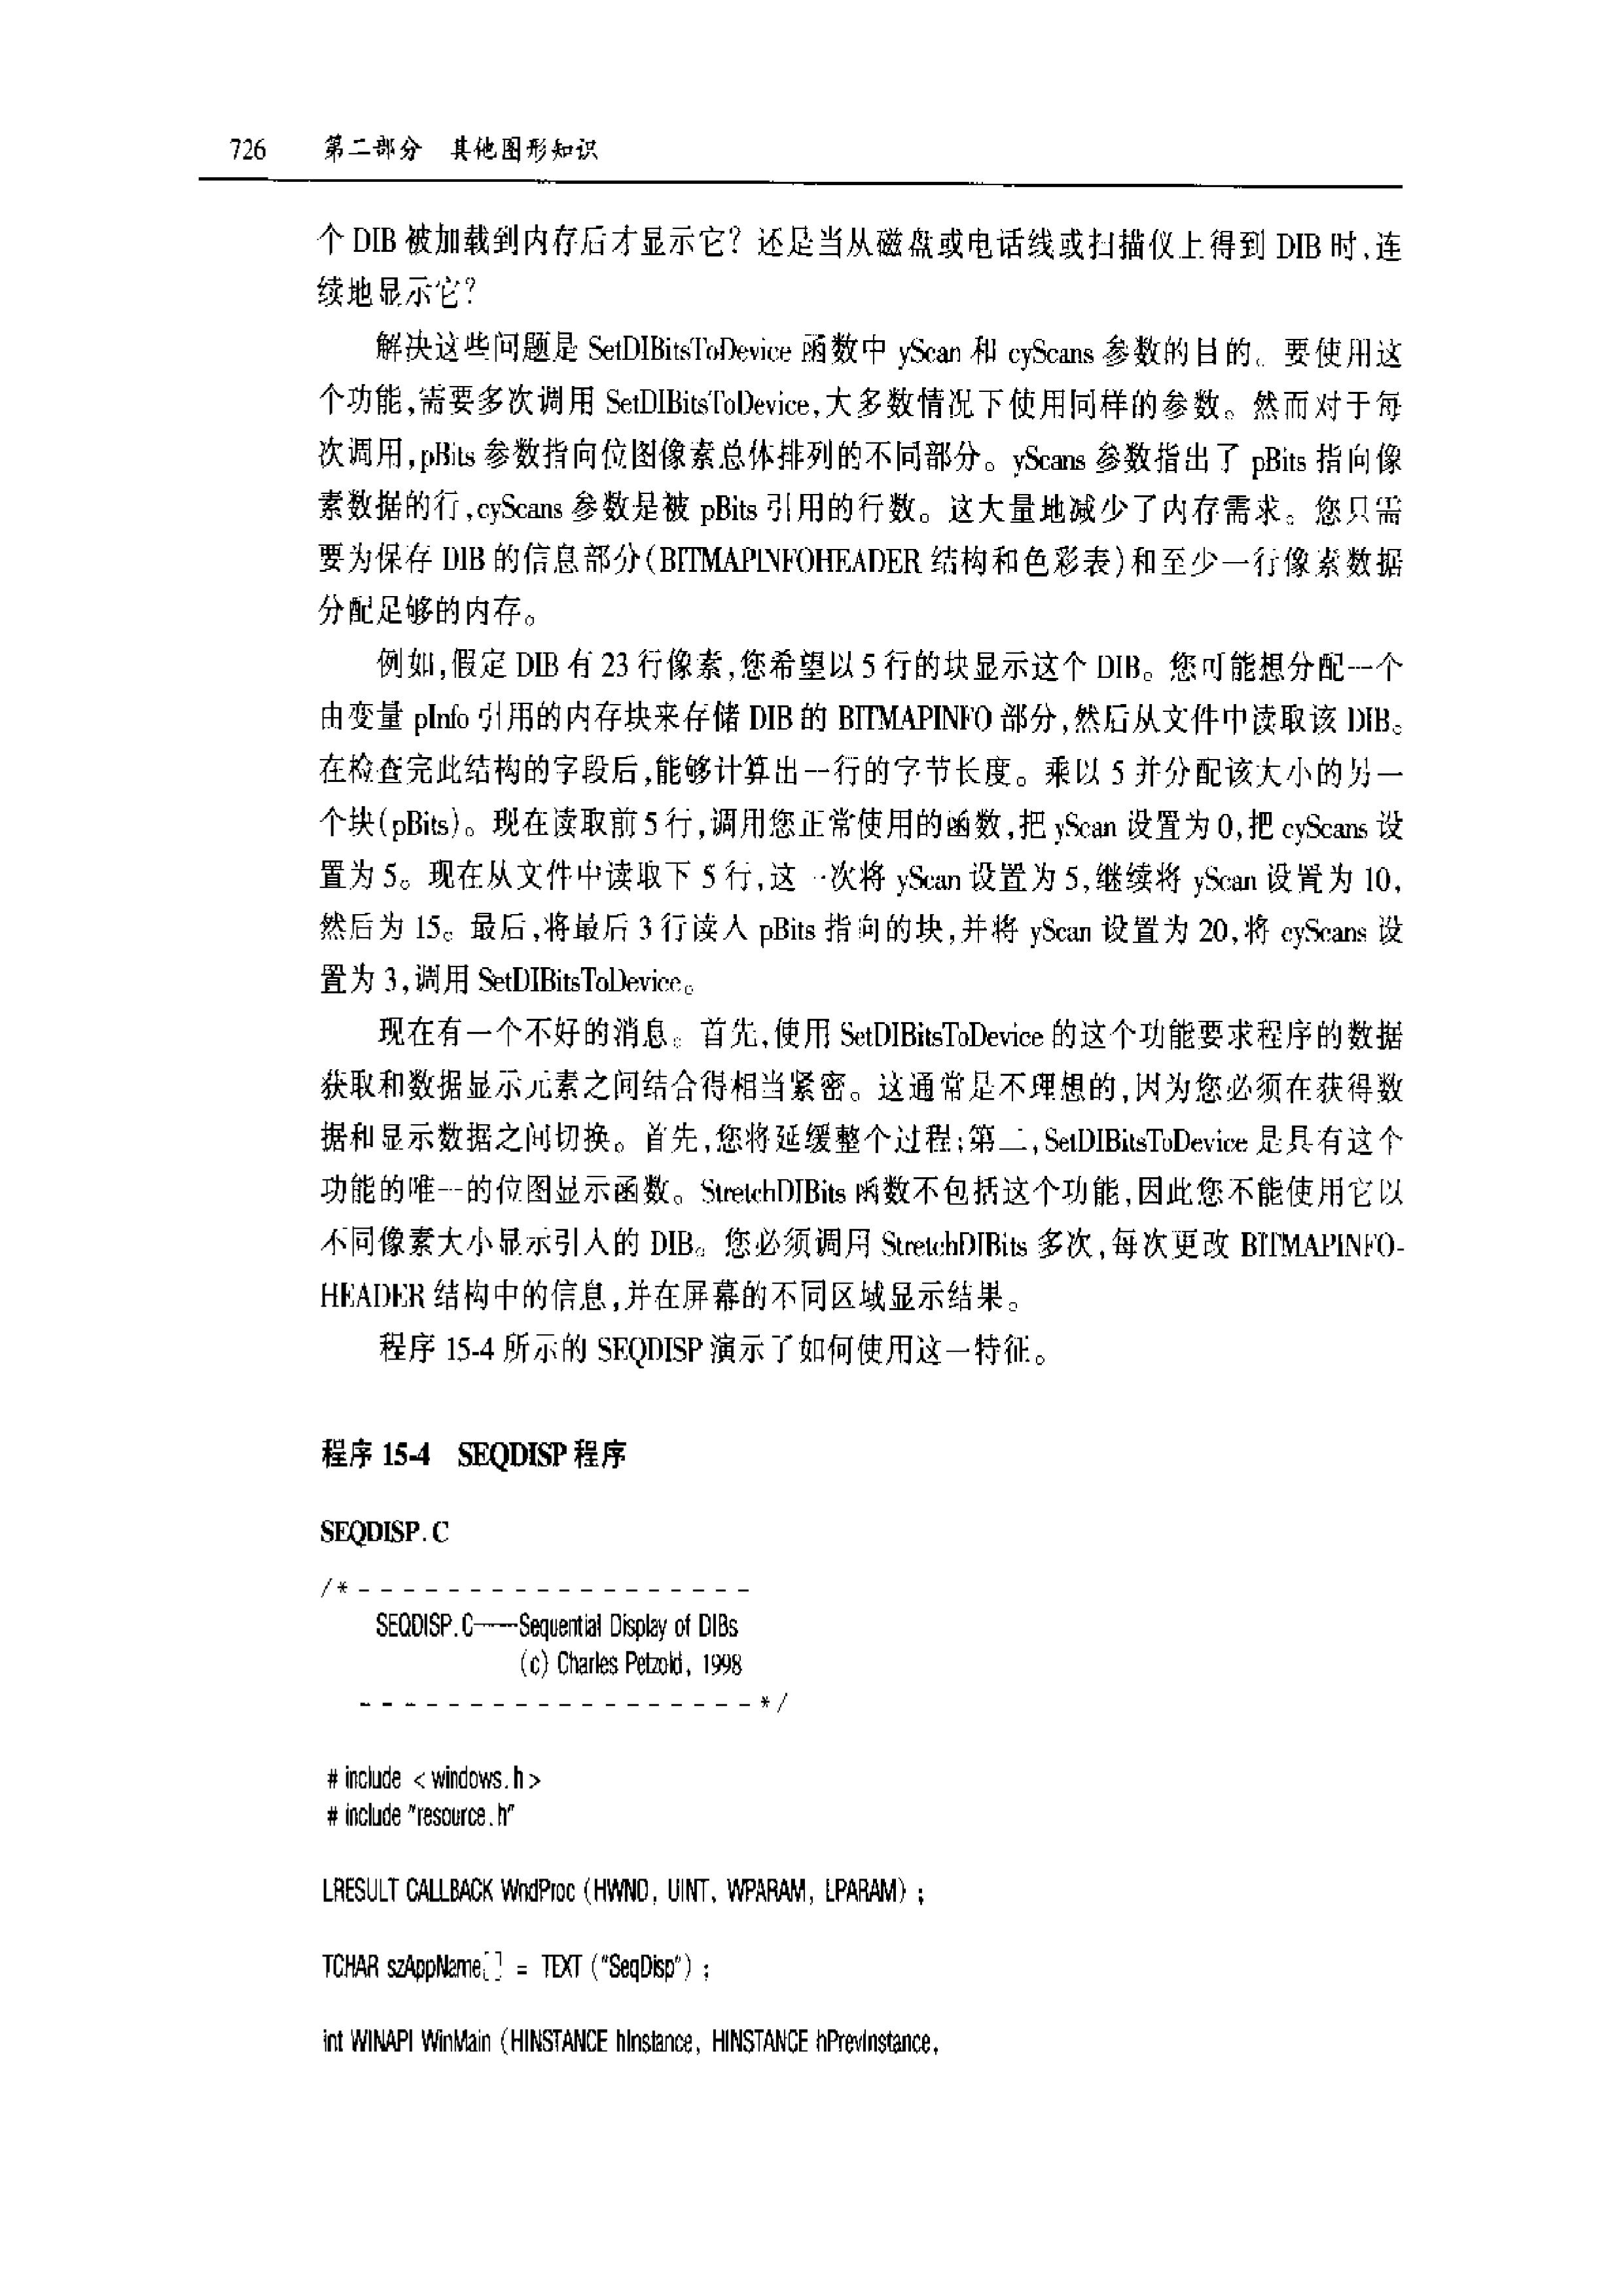 726 第二部分 其他图形知识
个 DIB 被加载到内存后才显示它？还是当从磁盘或电话线或扫描仪上得到 DIB 时,连
续地显示它？
解决这些问题是 SetDIBitsToDevice 函数中 yScan 和 cyScans 参数的目的。要使用这
个功能,需要多次调用 SetDIBitsToDevice,大多数情况下使用同样的参数。然而对于每
次调用,pBits 参数指向位图像素总体排列的不同部分。yScans 参数指出了 pBits 指向像
素数据的行,cyScans 参数是被 pBits 引用的行数。这大量地减少了内存需求。您只需
要为保存 DIB 的信息部分(BITMAPINFOHEADER 结构和色彩表)和至少一行像素数据
分配足够的内存。
例如,假定 DIB 有 23 行像素,您希望以 5 行的块显示这个 DIB。您可能想分配一个
由变量 pInfo 引用的内存块来存储 DIB 的 BITMAPINFO 部分,然后从文件中读取该 DIB。
在检查完此结构的字段后,能够计算出一行的字节长度。乘以 5 并分配该大小的另一
个块(pBits)。现在读取前 5 行,调用您正常使用的函数,把 yScan 设置为 0,把 cyScans 设
置为 5。现在从文件中读取下 5 行,这一次将 yScan 设置为 5,继续将 yScan 设置为 10,
然后为 15。最后,将最后 3 行读入 pBits 指向的块,并将 yScan 设置为 20,将 cyScans 设
置为 3,调用 SetDIBitsToDevice。
现在有一个不好的消息。首先,使用 SetDIBitsToDevice 的这个功能要求程序的数据
获取和数据显示元素之间结合得相当紧密。这通常是不理想的,因为您必须在获得数
据和显示数据之间切换。首先,您将延缓整个过程;第二,SetDIBitsToDevice 是具有这个
功能的唯一的位图显示函数。StretchDIBits 函数不包括这个功能,因此您不能使用它以
不同像素大小显示引入的 DIB。您必须调用 StretchDIBits 多次,每次更改 BITMAPINFO-
HEADER 结构中的信息,并在屏幕的不同区域显示结果。
程序 15-4 所示的 SEQDISP 演示了如何使用这一特征。
程序 15-4 SEQDISP 程序
SEQDISP.C
/* - - - - - - - - - - - - - - - - - -
SEQDISP.C——Sequential Display of DIBs
(c) Charles Petzold, 1998
- - - - - - - - - - - - - - - - - - */
# include < windows.h >
# include "resource.h"
LRESULT CALLBACK WndProc (HWND, UINT, WPARAM, LPARAM) ;
TCHAR szAppName[] = TEXT ("SeqDisp") ;
int WINAPI WinMain (HINSTANCE hInstance, HINSTANCE hPrevInstance,